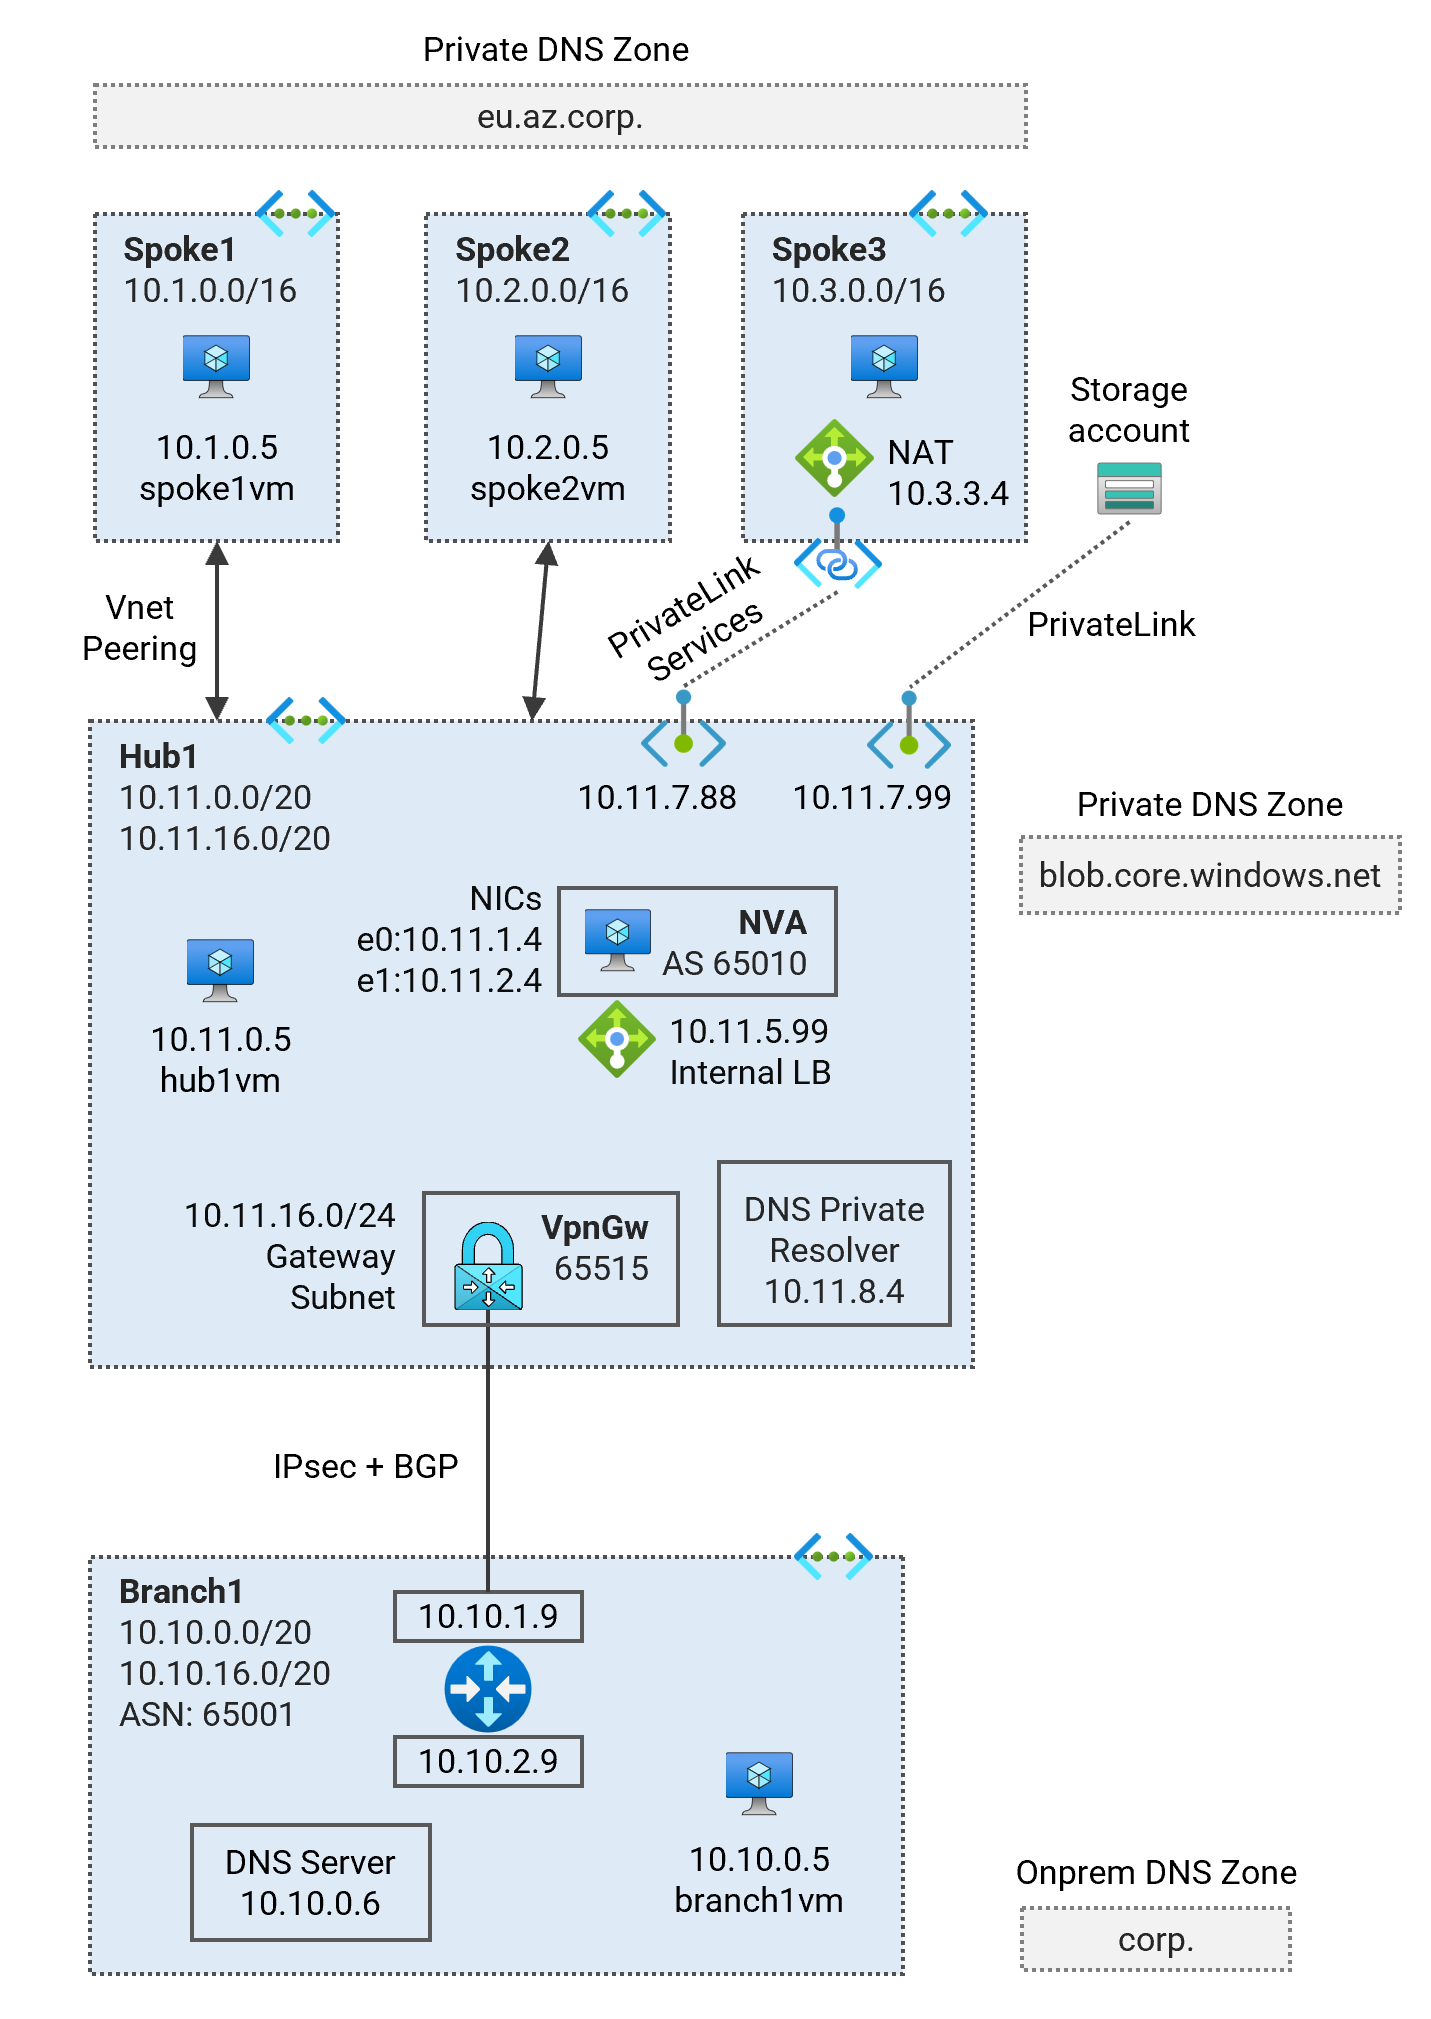 Private DNS Zone
eu.az.corp.
Spoke1
10.1.0.0/16
10.1.0.5
spoke1vm
Spoke2
10.2.0.0/16
10.2.0.5
spoke2vm
Spoke3
10.3.0.0/16
NAT
10.3.3.4
Storage
account
Vnet
Peering
PrivateLink
Services
PrivateLink
Hub1
10.11.0.0/20
10.11.16.0/20
10.11.7.88
10.11.7.99
Private DNS Zone
blob.core.windows.net
NICs
e0:10.11.1.4
e1:10.11.2.4
NVA
AS 65010
10.11.0.5
hub1vm
10.11.5.99
Internal LB
10.11.16.0/24
Gateway
Subnet
VpnGw
65515
DNS Private
Resolver
10.11.8.4
IPsec + BGP
Branch1
10.10.0.0/20
10.10.16.0/20
ASN: 65001
10.10.1.9
10.10.2.9
DNS Server
10.10.0.6
10.10.0.5
branch1vm
Onprem DNS Zone
corp.